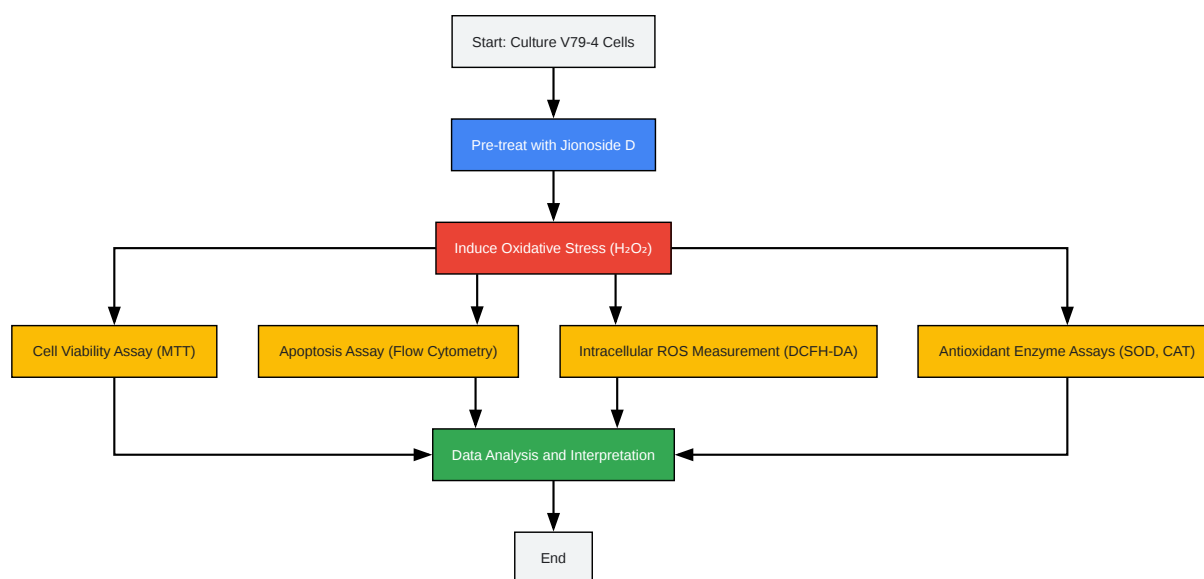 Start: Culture V79-4 Cells
Pre-treat with Jionoside D
Induce Oxidative Stress (H₂O₂)
Cell Viability Assay (MTT)
Apoptosis Assay (Flow Cytometry)
Intracellular ROS Measurement (DCFH-DA)
Antioxidant Enzyme Assays (SOD, CAT)
Data Analysis and Interpretation
End